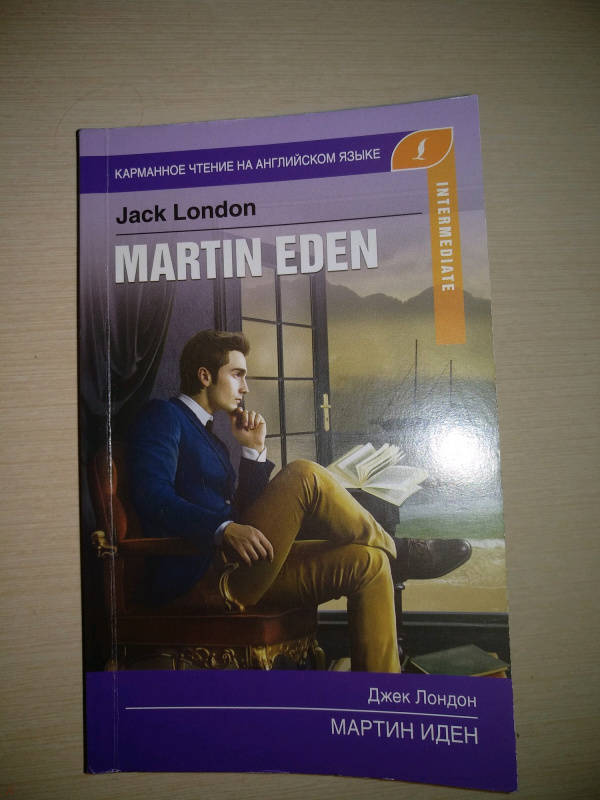 КАРМАННОЕ ЧТЕНИЕ НА АНГЛИЙСКОМ ЯЗЫКЕ
Jack London
MARTIN EDEN
INTERMEDIATE
Джек Лондон
МАРТИН ИДЕН